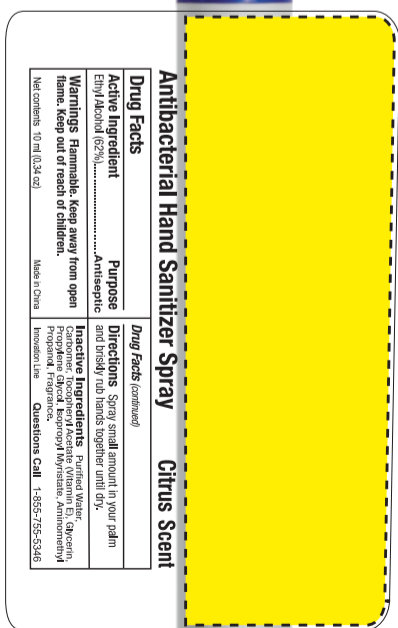 Antibacterial Hand Sanitizer Spray Citrus Scent
Drug Facts
Active Ingredient Purpose
Ethyl Alcohol (62%)........................Antiseptic
Warnings Flammable. Keep away from open
flame. Keep out of reach of children.
Net contents 10 ml (0.34 oz) Made in China
Drug Facts (continued)
Directions Spray small amount in your palm
and briskly rub hands together until dry.
Inactive Ingredients Purified Water,
Carbomer, Tocopheryl Acetate (Vitamin E), Glycerin,
Propylene Glycol, Isopropyl Myristate, Aminomethyl
Propanol, Fragrance.
Innovation Line Questions Call 1-855-755-5346